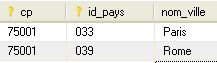 cp id_pays nom_ville
75001 033 Paris
75001 039 Rome